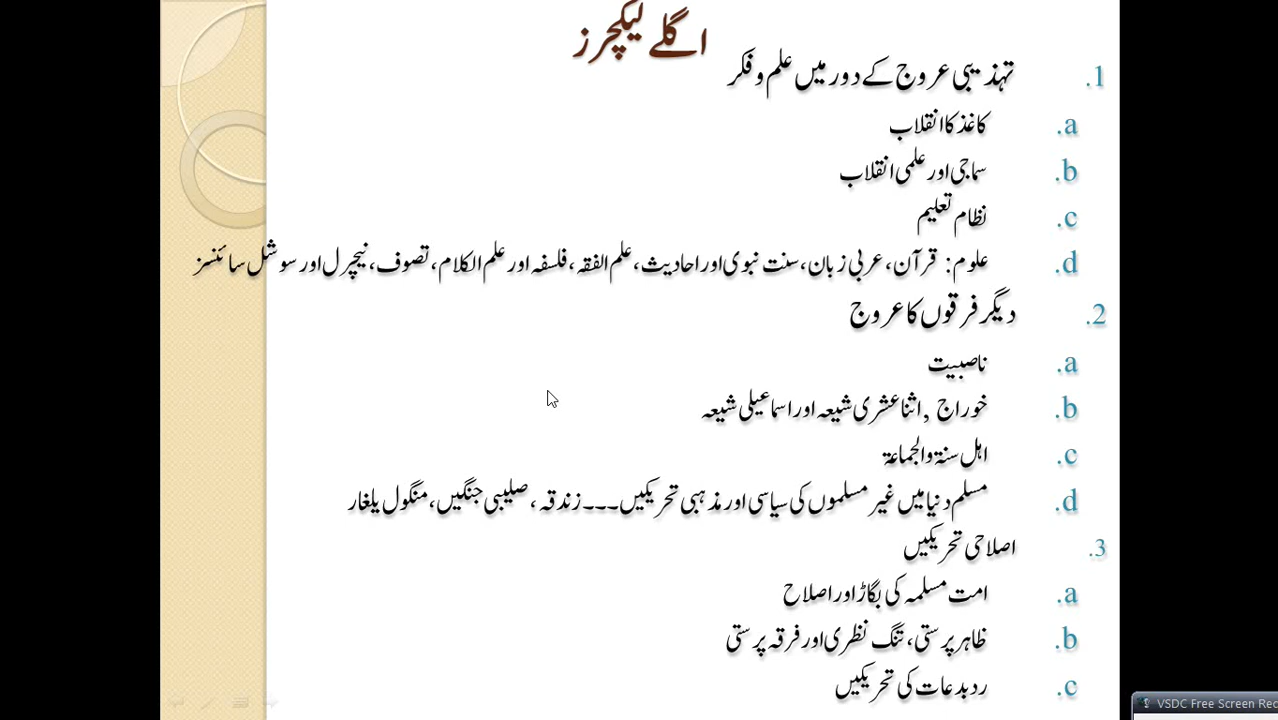 اگلے لیکچرز
1. تہذیبی عروج کے دور میں علم و فکر
a. کاغذ کا انقلاب
b. سماجی اور علمی انقلاب
c. نظام تعلیم
d. علوم: قرآن، عربی زبان، سنت نبوی اور احادیث، علم الفقہ، فلسفہ اور علم الکلام، تصوف، نیچرل اور سوشل سائنسز
2. دیگر فرقوں کا عروج
a. ناصبیت
b. خوراج , اثنا عشری شیعہ اور اسماعیلی شیعہ
c. اہل سنۃ والجماعۃ
d. مسلم دنیا میں غیر مسلموں کی سیاسی اور مذہبی تحریکیں۔۔۔ زندقہ، صلیبی جنگیں، منگول یلغار
3. اصلاحی تحریکیں
a. امت مسلمہ کی بگاڑ اور اصلاح
b. ظاہر پرستی، تنگ نظری اور فرقہ پرستی
c. رد بدعات کی تحریکیں
VSDC Free Screen Rec